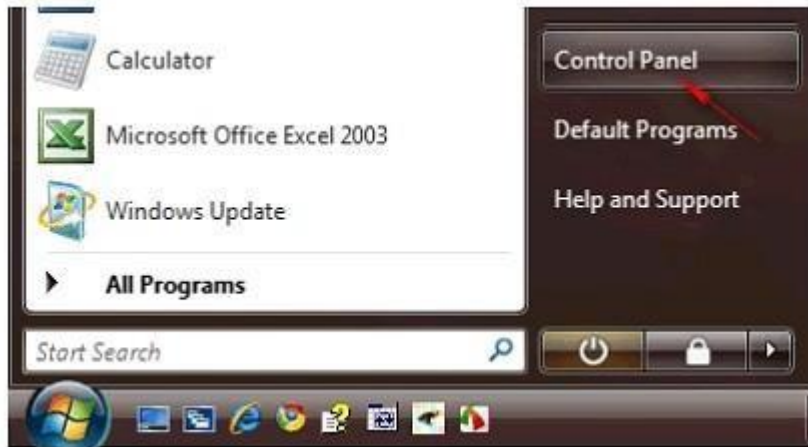 Calculator
Microsoft Office Excel 2003
Windows Update
All Programs
Start Search
Control Panel
Default Programs
Help and Support